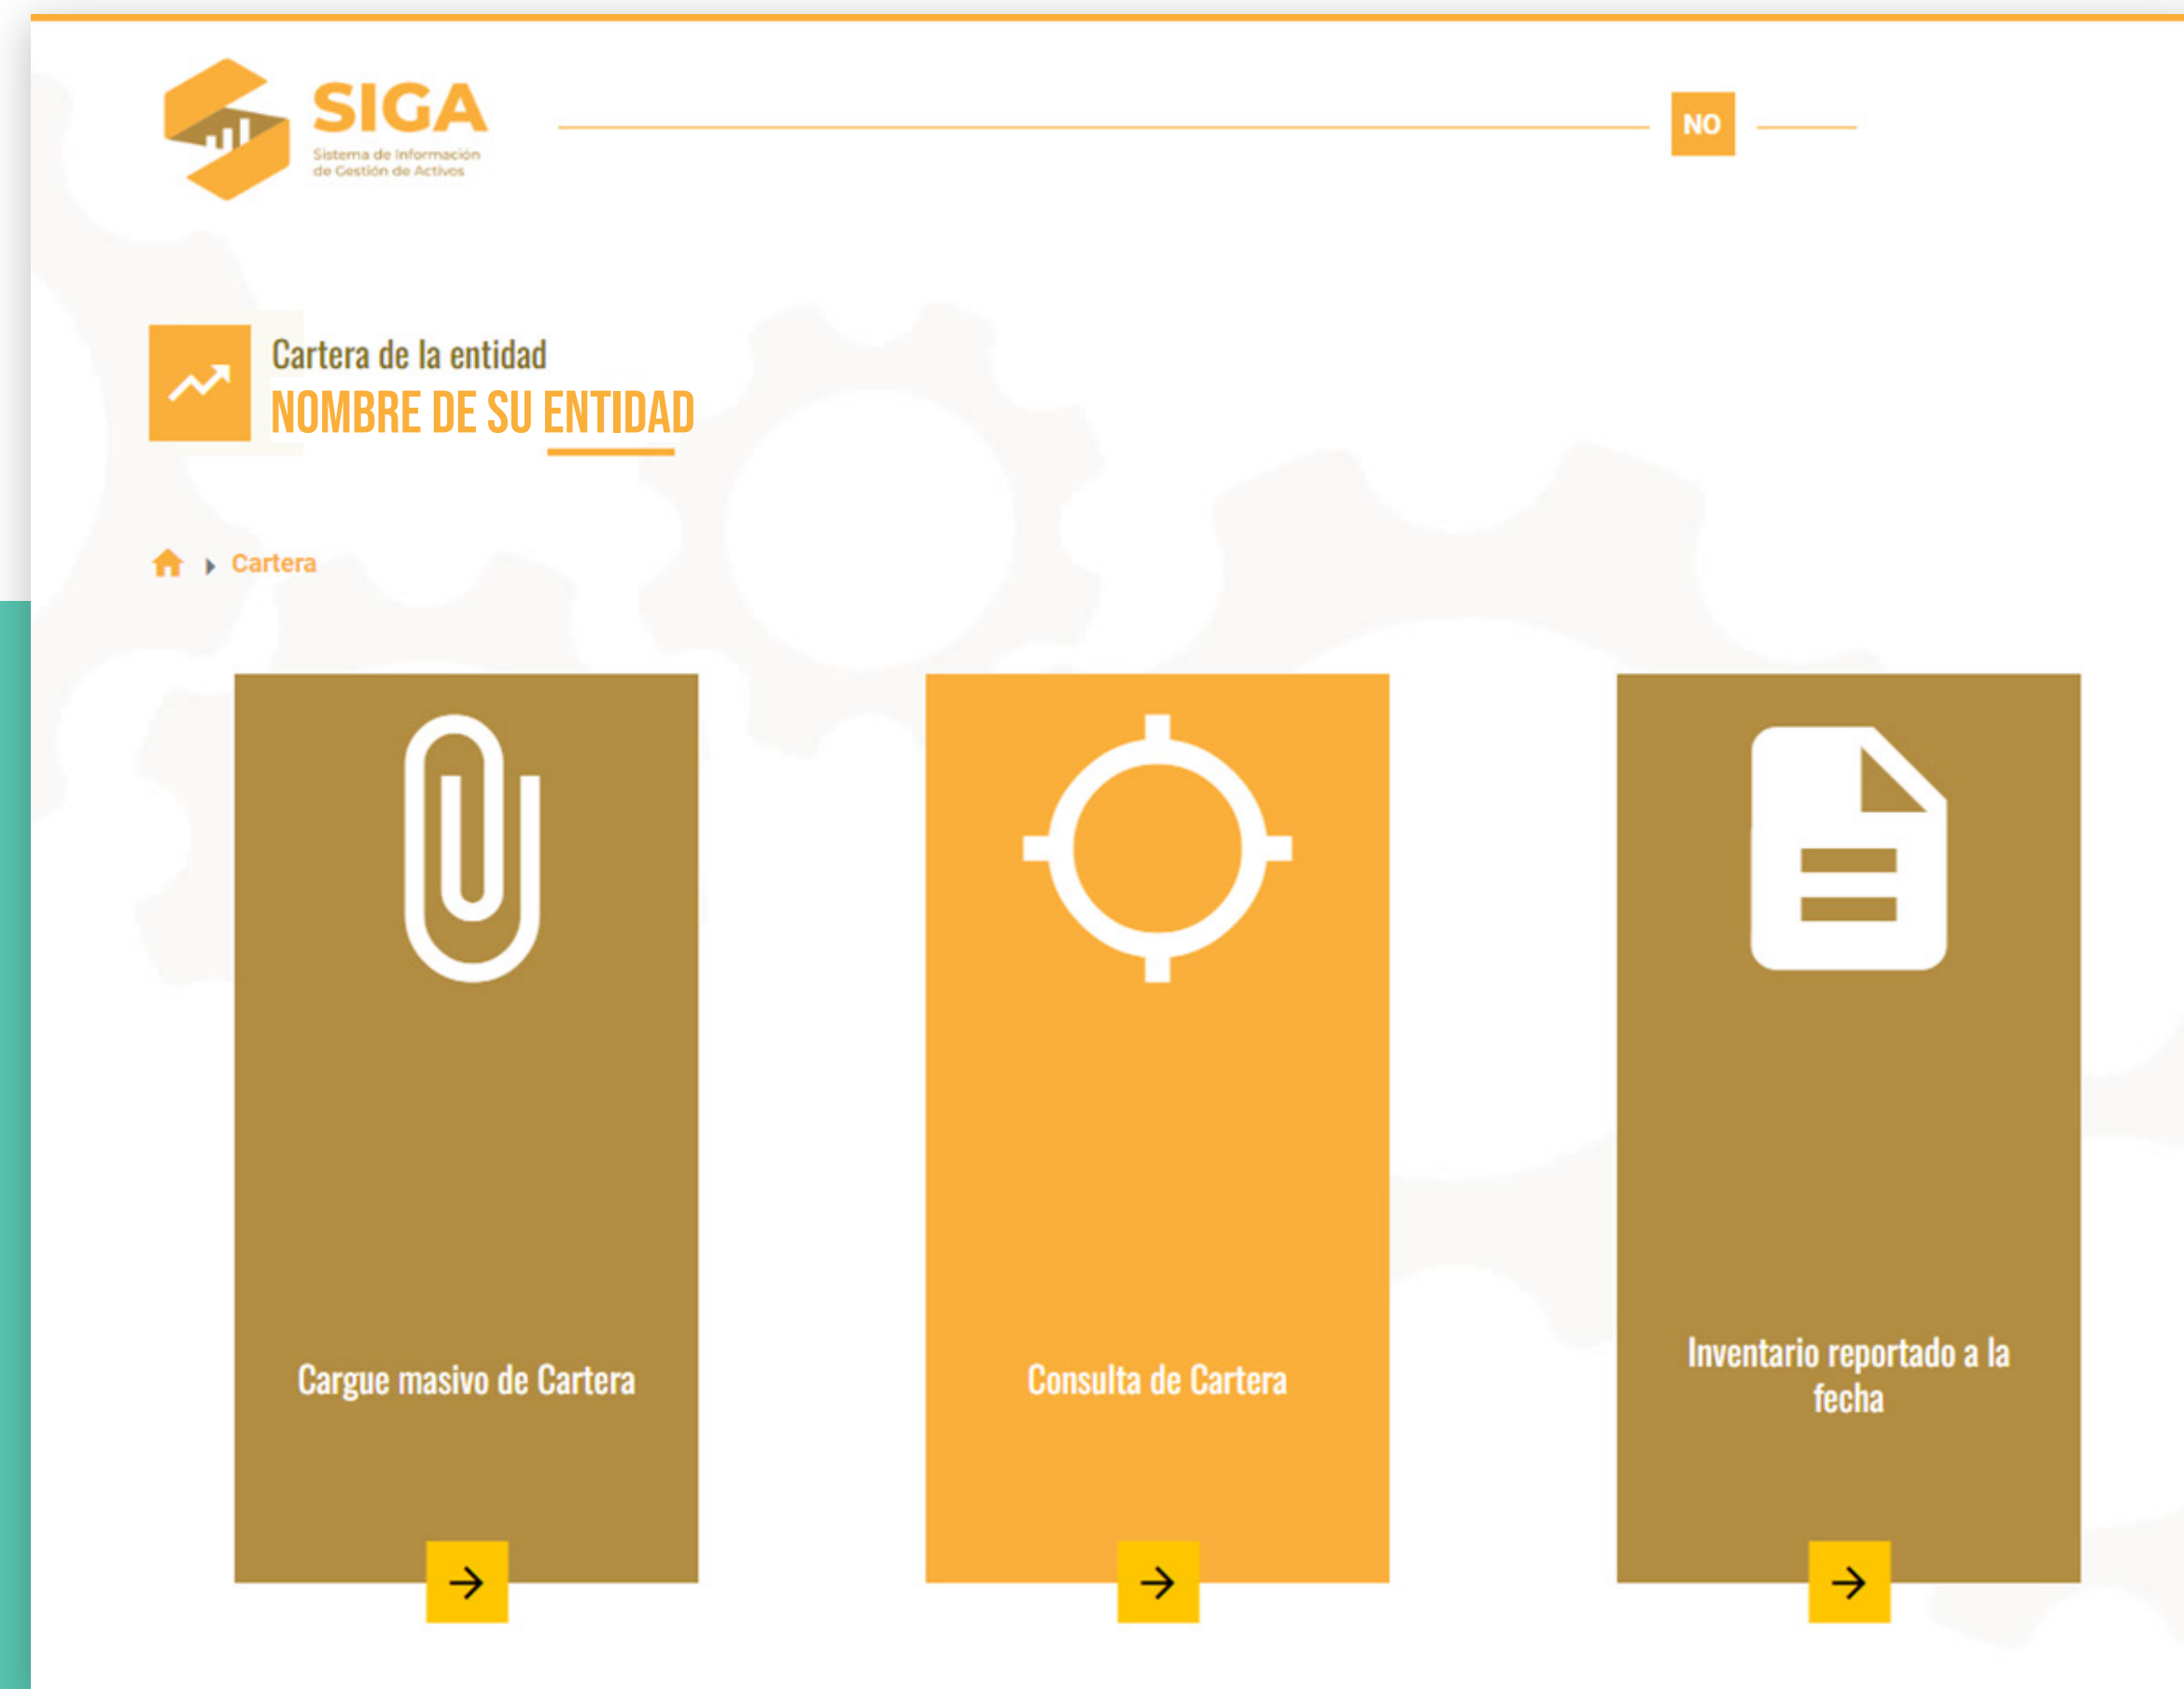 SIGA
Sistema de Información
de Gestión de Activos
NO
Cartera de la entidad
NOMBRE DE SU ENTIDAD
Cartera
Cargue masivo de Cartera
Consulta de Cartera
Inventario reportado a la
fecha